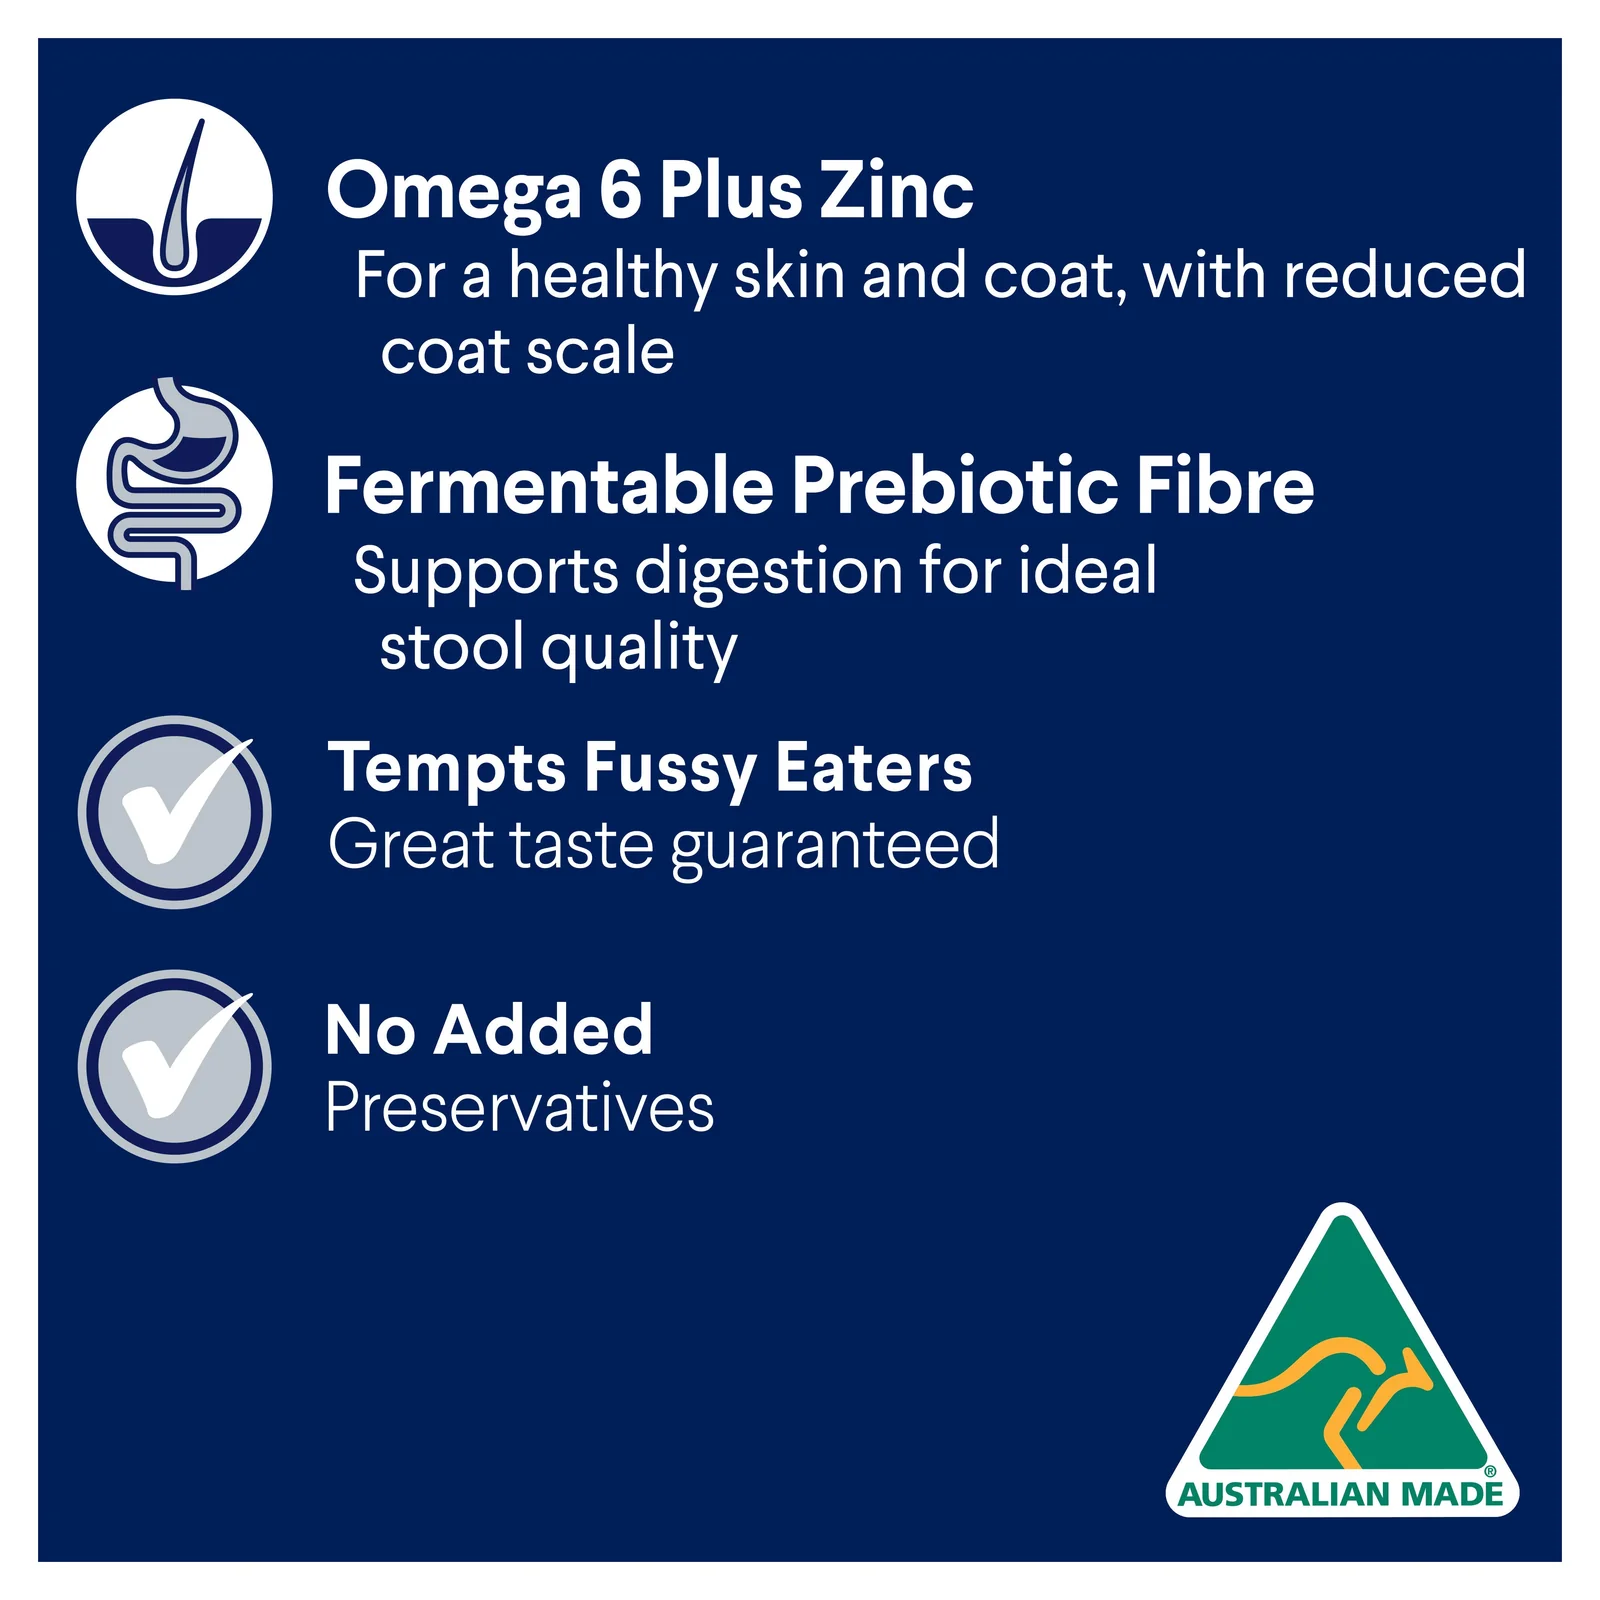 Omega 6 Plus Zinc
For a healthy skin and coat, with reduced
coat scale
Fermentable Prebiotic Fibre
Supports digestion for ideal
stool quality
Tempts Fussy Eaters
Great taste guaranteed
No Added
Preservatives
®
AUSTRALIAN MADE